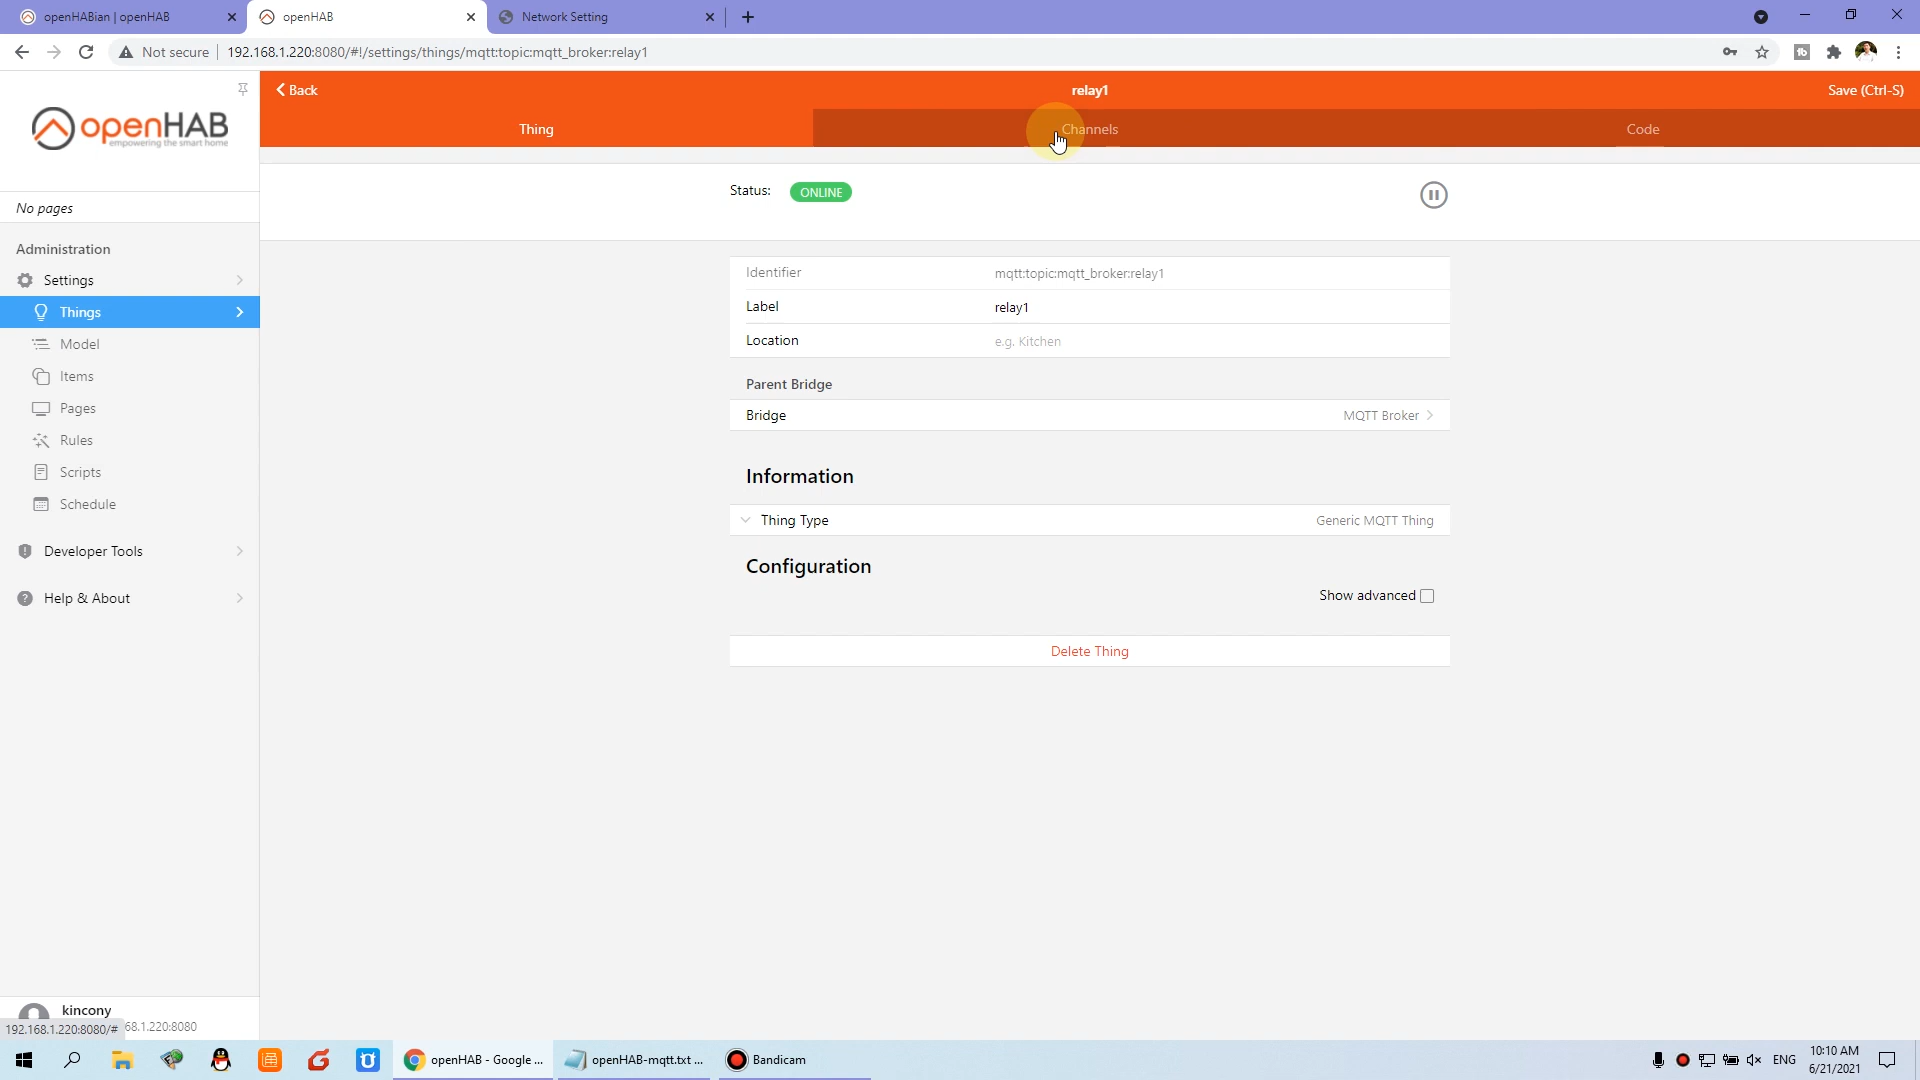 openHABian | openHAB
openHAB
Network Setting
Not secure
192.168.1.220:8080/#!/settings/things/mqtt:topic:mqtt_broker:relay1
openHAB
empowering the smart home
Back
relay1
Save (Ctrl-S)
Thing
Channels
Code
No pages
Administration
Settings
Things
Model
Items
Pages
Rules
Scripts
Schedule
Developer Tools
Help & About
Status:
ONLINE
Identifier
mqtt:topic:mqtt_broker:relay1
Label
relay1
Location
e.g. Kitchen
Parent Bridge
Bridge
MQTT Broker
Information
Thing Type
Generic MQTT Thing
Configuration
Show advanced
Delete Thing
kincony
192.168.1.220:8080/#
68.1.220:8080
openHAB - Google ...
openHAB-mqtt.txt ...
Bandicam
ENG
10:10 AM
6/21/2021